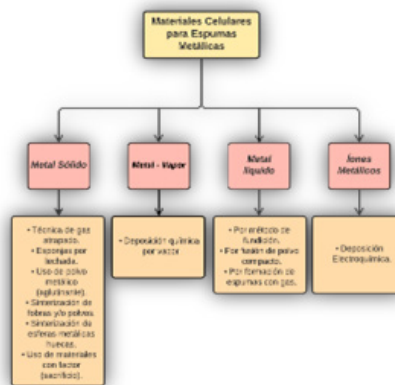 Materiales Celulares
para Espumas
Metálicas
Metal Sólido
Metal - Vapor
Metal
líquido
Íones
Metálicos
• Técnica de gas
atrapado.
• Esponjas por
lechada.
• Uso de polvo
metálico
(aglutinante).
• Sinterización de
fobras y/o polvos.
• Sinterización de
esferas metálicas
huecas.
• Uso de materiales
con factor
(sacrificio).
• Deposición química
por vapor
• Por método de
fundición.
• Por fusión de polvo
compacto.
• Por formación de
espumas con gas.
• Deposición
Electroquímica.